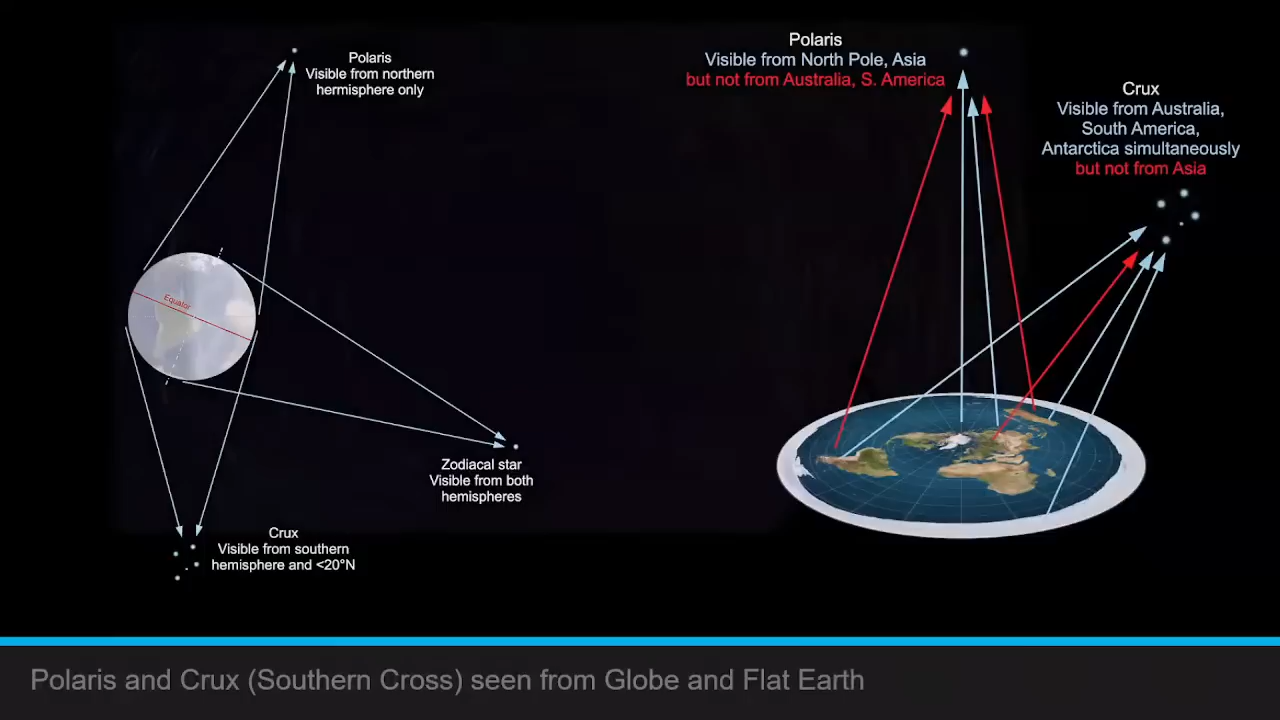 Polaris
Visible from northern
hermisphere only
Equator
Zodiacal star
Visible from both
hemispheres
Crux
Visible from southern
hemisphere and <20°N
Polaris
Visible from North Pole, Asia
but not from Australia, S. America
Crux
Visible from Australia,
South America,
Antarctica simultaneously
but not from Asia
Polaris and Crux (Southern Cross) seen from Globe and Flat Earth